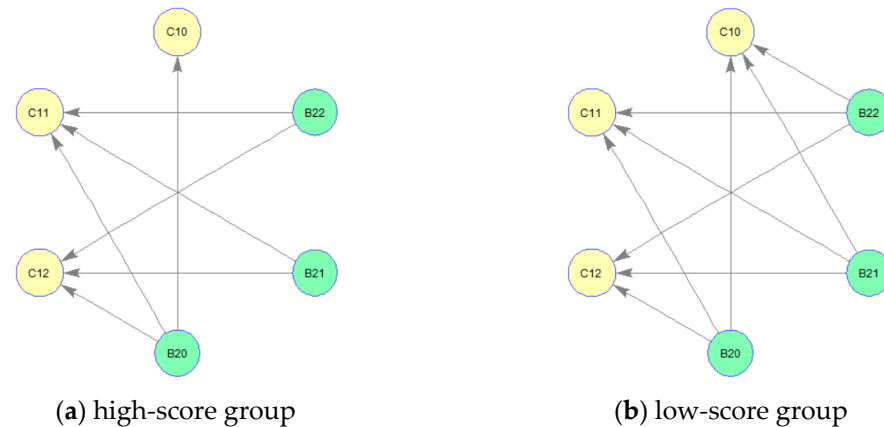 C10
C11
B22
C12
B21
B20
(a) high-score group
C10
C11
B22
C12
B21
B20
(b) low-score group